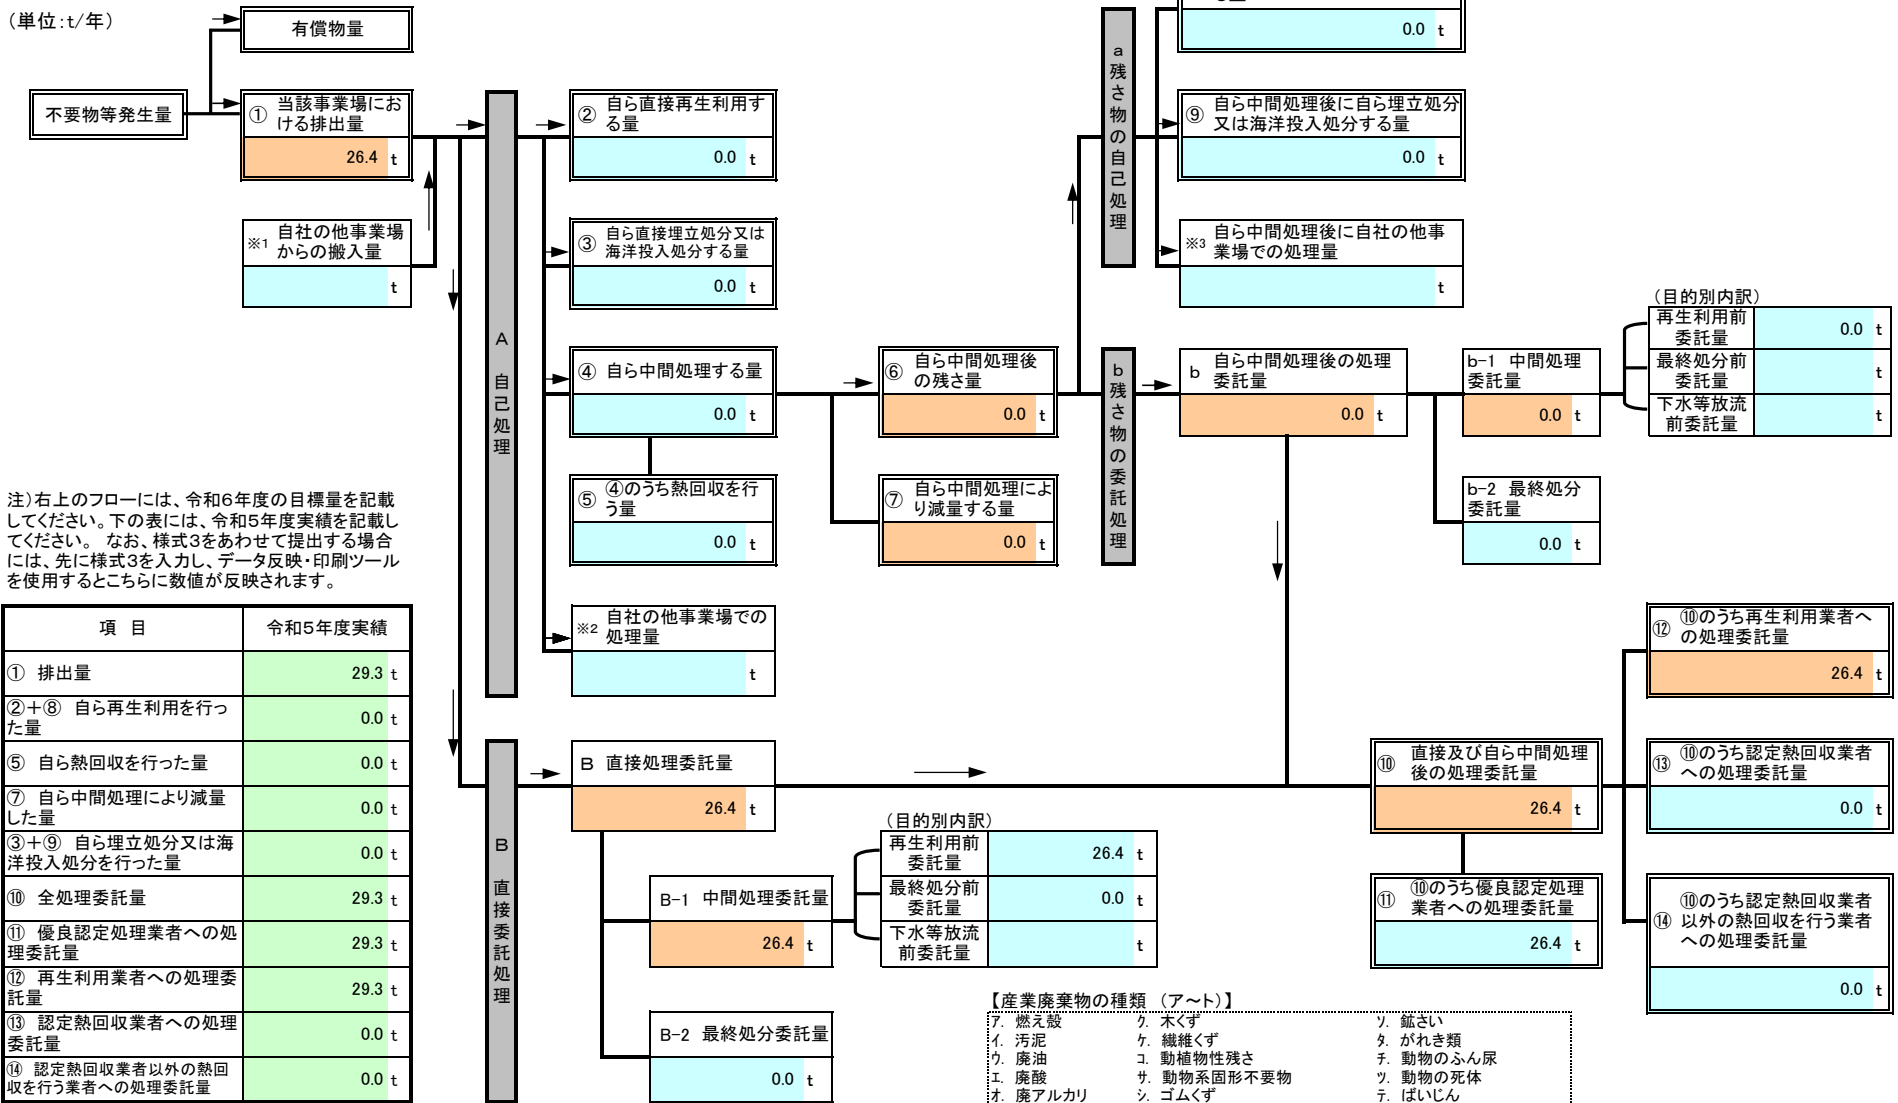 （単位：t/年）
有償物量
不要物等発生量
① 当該事業場にお
ける排出量
26.4 t
※1 自社の他事業場
からの搬入量
t
A 自己処理
② 自ら直接再生利用す
る量
0.0 t
③ 自ら直接埋立処分又は
海洋投入処分する量
0.0 t
④ 自ら中間処理する量
0.0 t
⑤ ④のうち熱回収を行
う量
0.0 t
※2 自社の他事業場での
処理量
t
⑥ 自ら中間処理後
の残さ量
0.0 t
⑦ 自ら中間処理によ
り減量する量
0.0 t
a 残さ物の自己処理
0.0 t
⑨ 自ら中間処理後に自ら埋立処分
又は海洋投入処分する量
0.0 t
※3 自ら中間処理後に自社の他事
業場での処理量
t
b 残さ物の委託処理
b 自ら中間処理後の処理
委託量
0.0 t
b-1 中間処理
委託量
0.0 t
（目的別内訳）
再生利用前
委託量
0.0 t
最終処分前
委託量
t
下水等放流
前委託量
t
b-2 最終処分
委託量
0.0 t
注）右上のフローには、令和6年度の目標量を記載
してください。下の表には、令和5年度実績を記載し
てください。 なお、様式3をあわせて提出する場合
には、先に様式3を入力し、データ反映・印刷ツール
を使用するとこちらに数値が反映されます。
項 目 令和5年度実績
① 排出量 29.3 t
②＋⑧ 自ら再生利用を行っ
た量 0.0 t
⑤ 自ら熱回収を行った量 0.0 t
⑦ 自ら中間処理により減量
した量 0.0 t
③＋⑨ 自ら埋立処分又は海
洋投入処分を行った量 0.0 t
⑩ 全処理委託量 29.3 t
⑪ 優良認定処理業者への処
理委託量 29.3 t
⑫ 再生利用業者への処理委
託量 29.3 t
⑬ 認定熱回収業者への処理
委託量 0.0 t
⑭ 認定熱回収業者以外の熱回
収を行う業者への処理委託量 0.0 t
B 直接委託処理
B 直接処理委託量
26.4 t
B-1 中間処理委託量
26.4 t
（目的別内訳）
再生利用前
委託量
26.4 t
最終処分前
委託量
0.0 t
下水等放流
前委託量
t
B-2 最終処分委託量
0.0 t
⑩ 直接及び自ら中間処理
後の処理委託量
26.4 t
⑪ ⑩のうち優良認定処理
業者への処理委託量
26.4 t
⑫ ⑩のうち再生利用業者へ
の処理委託量
26.4 t
⑬ ⑩のうち認定熱回収業者
への処理委託量
0.0 t
⑭ ⑩のうち認定熱回収業者
以外の熱回収を行う業者
への処理委託量
0.0 t
【産業廃棄物の種類 （ア～ト）】
ｱ. 燃え殻 ｸ. 木くず ｿ. 鉱さい
ｲ. 汚泥 ｹ. 繊維くず ﾀ. がれき類
ｳ. 廃油 ｺ. 動植物性残さ ﾁ. 動物のふん尿
ｴ. 廃酸 ｻ. 動物系固形不要物 ﾂ. 動物の死体
ｵ. 廃アルカリ ｼ. ゴムくず ﾃ. ばいじん